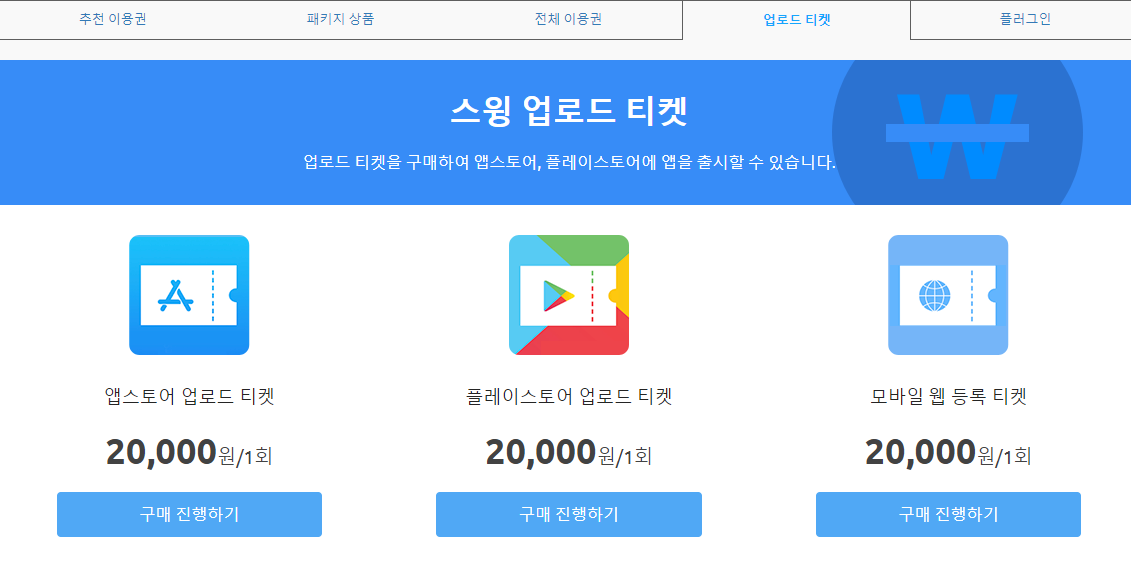 추천 이용권
패키지 상품
전체 이용권
업로드 티켓
플러그인
스윙 업로드 티켓
업로드 티켓을 구매하여 앱스토어, 플레이스토어에 앱을 출시할 수 있습니다.
W
앱스토어 업로드 티켓
플레이스토어 업로드 티켓
모바일 웹 등록 티켓
20,000원/1회
20,000원/1회
20,000원/1회
구매 진행하기
구매 진행하기
구매 진행하기